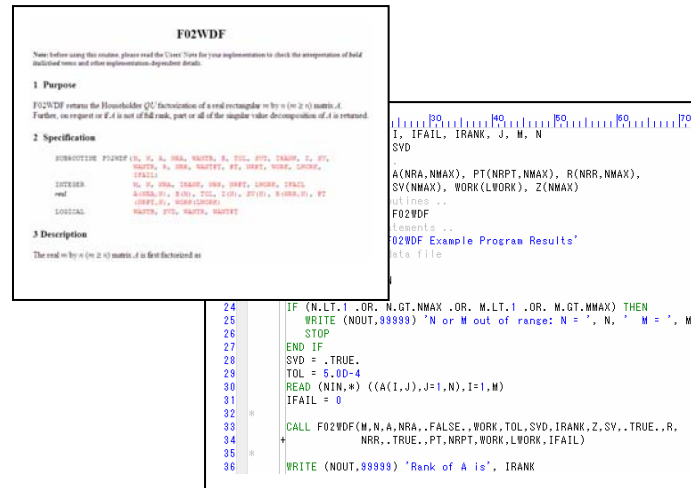 F02WDF
Note: before using this routine, please read the Users' Note for your implementation to check the interpretation of bold
italicised terms and other implementation-dependent details.
1 Purpose
F02WDF returns the Householder QU factorization of a real rectangular m by n (m ≥ n) matrix A.
Further, on request or if A is not of full rank, part or all of the singular value decomposition of A is returned.
2 Specification
SUBROUTINE F02WDF(M, N, A, NRA, WANTB, B, TOL, SVD, IRANK, Z, SV,
WANTR, R, NRR, WANTPT, PT, NRPT, WORK, LWORK,
IFAIL)
INTEGER M, N, NRA, IRANK, NRR, NRPT, LWORK, IFAIL
real A(NRA,N), B(M), TOL, Z(N), SV(N), R(NRR,N), PT
(NRPT,N), WORK(LWORK)
LOGICAL WANTB, SVD, WANTR, WANTPT
3 Description
The real m by n (m ≥ n) matrix A is first factorized as
|30 |40 |50 |60 |70
I, IFAIL, IRANK, J, M, N
SVD
..
A(NRA,NMAX), PT(NRPT,NMAX), R(NRR,NMAX),
SV(NMAX), WORK(LWORK), Z(NMAX)
utines ..
F02WDF
tements ..
F02WDF Example Program Results'
ata file
N
24 IF (N.LT.1 .OR. N.GT.NMAX .OR. M.LT.1 .OR. M.GT.MMAX) THEN
25 WRITE (NOUT,99999) 'N or M out of range: N = ', N, ' M = ', M
26 STOP
27 END IF
28 SVD = .TRUE.
29 TOL = 5.0D-4
30 READ (NIN,*) ((A(I,J),J=1,N),I=1,M)
31 IFAIL = 0
32 *
33 CALL F02WDF(M,N,A,NRA,.FALSE.,WORK,TOL,SVD,IRANK,Z,SV,.TRUE.,R,
34 + NRR,.TRUE.,PT,NRPT,WORK,LWORK,IFAIL)
35 *
36 WRITE (NOUT,99999) 'Rank of A is', IRANK